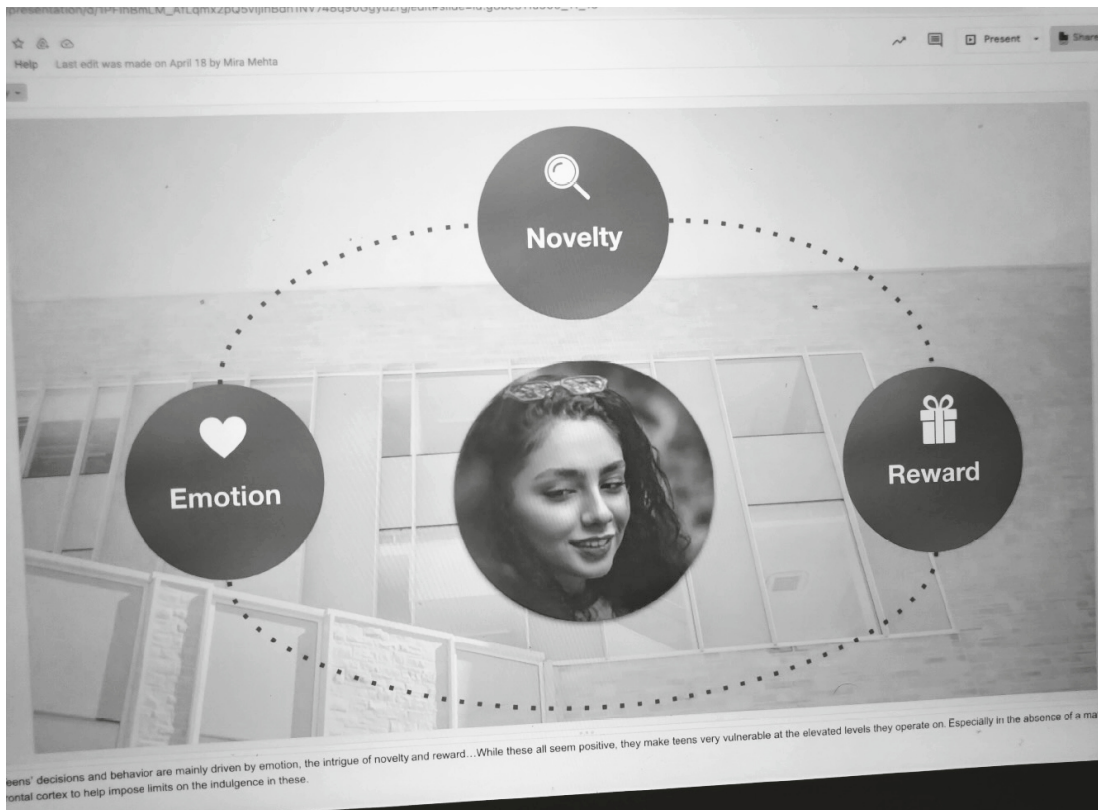 Help Last edit was made on April 18 by Mira Mehta
Present
Share
Novelty
Emotion
Reward
eens' decisions and behavior are mainly driven by emotion, the intrigue of novelty and reward...While these all seem positive, they make teens very vulnerable at the elevated levels they operate on. Especially in the absence of a ma
rontal cortex to help impose limits on the indulgence in these.